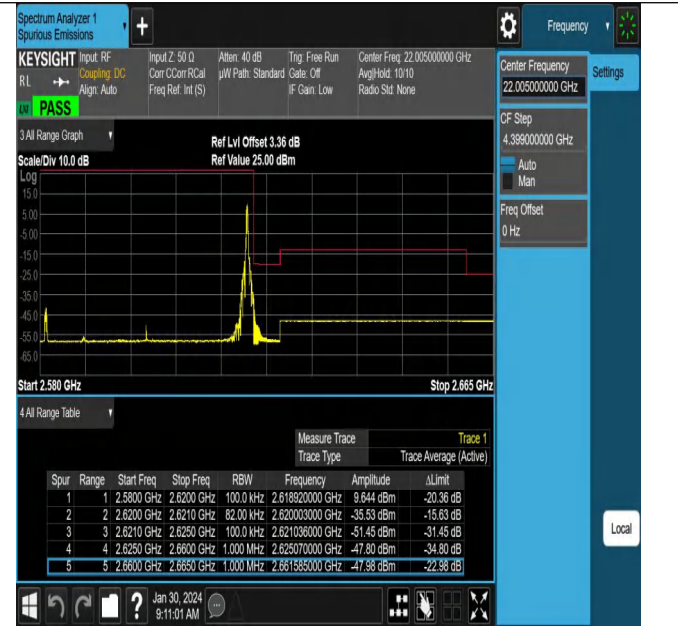 Spectrum Analyzer 1
Spurious Emissions
+
Frequency
KEYSIGHT Input: RF Input Z: 50 Ω Atten: 40 dB Trig: Free Run Center Freq: 22.005000000 GHz
RL Coupling: DC Corr CCorr RCal µW Path: Standard Gate: Off Avg|Hold: 10/10
Align: Auto Freq Ref: Int (S) IF Gain: Low Radio Std: None
PASS
Center Frequency
22.005000000 GHz
Settings
CF Step
4.399000000 GHz
Auto
Man
Freq Offset
0 Hz
3 All Range Graph
Ref Lvl Offset 3.36 dB
Scale/Div 10.0 dB Ref Value 25.00 dBm
Log
15.0
5.00
-5.00
-15.0
-25.0
-35.0
-45.0
-55.0
-65.0
Start 2.580 GHz Stop 2.665 GHz
4 All Range Table
Measure Trace Trace 1
Trace Type Trace Average (Active)
Spur Range Start Freq Stop Freq RBW Frequency Amplitude ΔLimit
1 1 2.5800 GHz 2.6200 GHz 100.0 kHz 2.618920000 GHz 9.644 dBm -20.36 dB
2 2 2.6200 GHz 2.6210 GHz 82.00 kHz 2.620003000 GHz -35.53 dBm -15.63 dB
3 3 2.6210 GHz 2.6250 GHz 100.0 kHz 2.621036000 GHz -51.45 dBm -31.45 dB
4 4 2.6250 GHz 2.6600 GHz 1.000 MHz 2.625070000 GHz -47.80 dBm -34.80 dB
5 5 2.6600 GHz 2.6650 GHz 1.000 MHz 2.661585000 GHz -47.98 dBm -22.98 dB
Local
?
Jan 30, 2024
9:11:01 AM